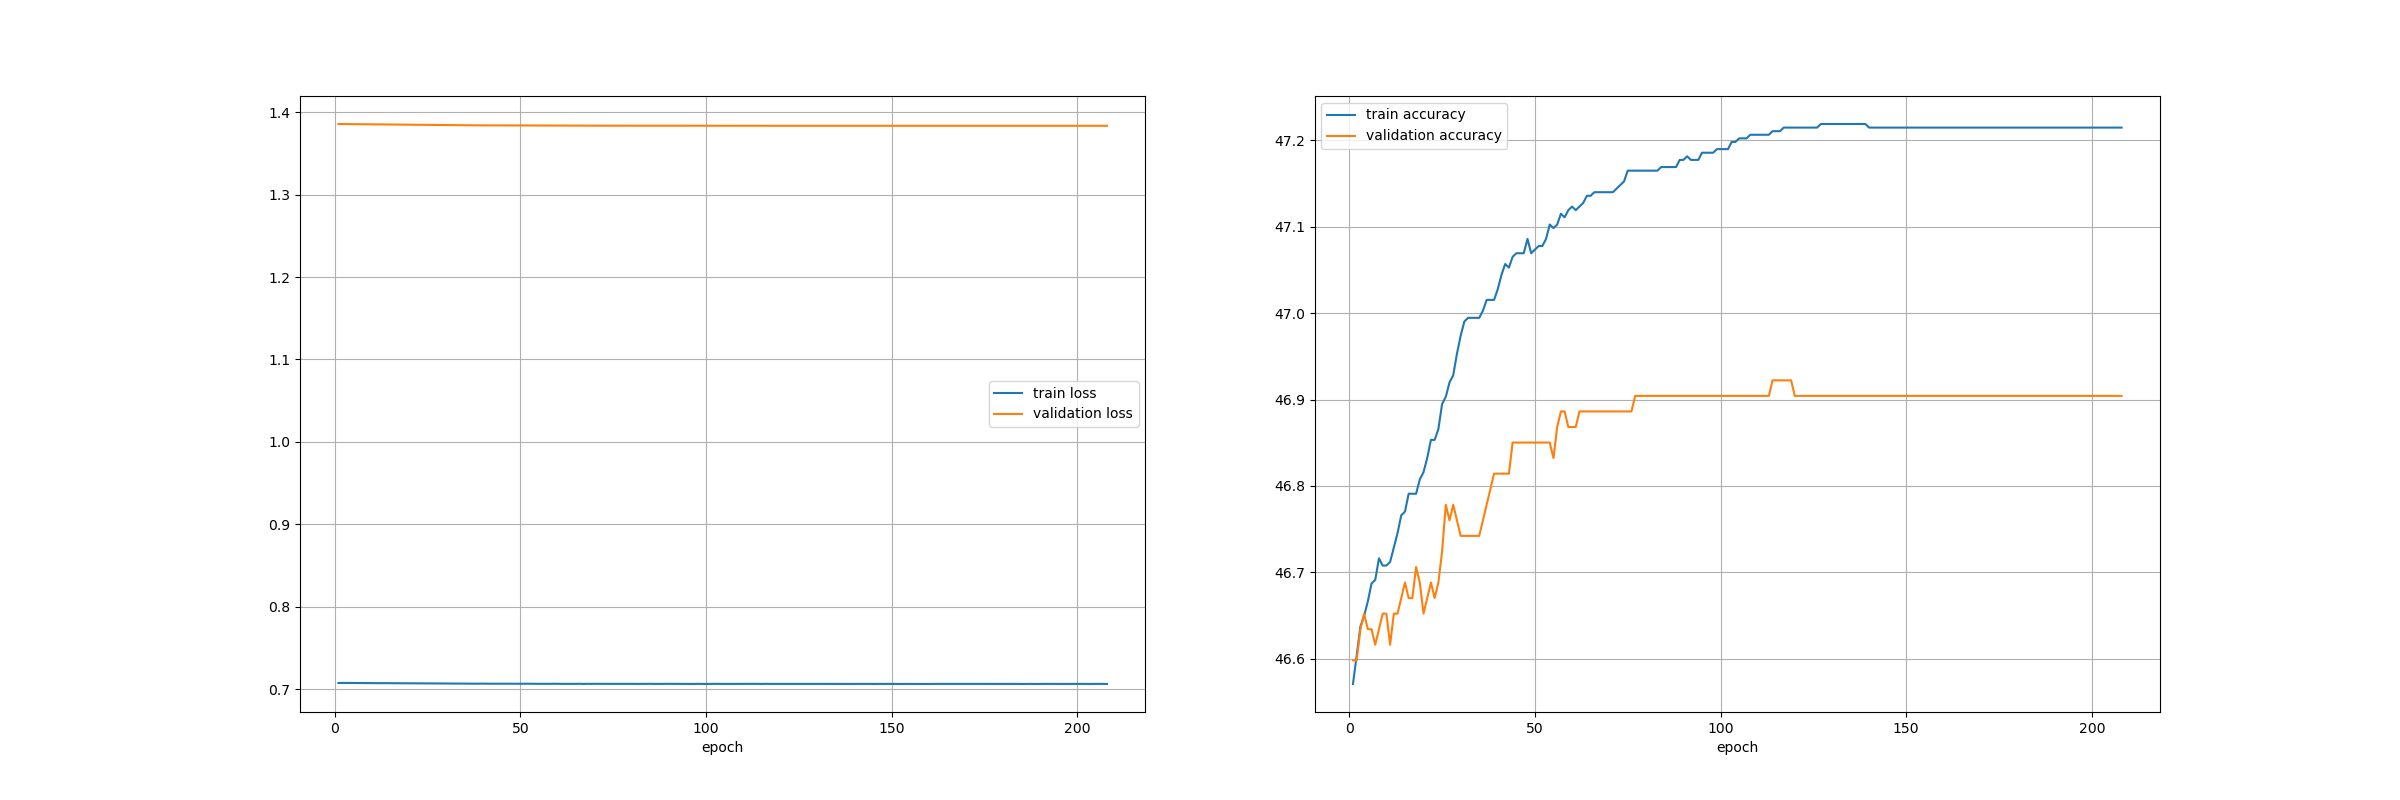 1.4
1.3
1.2
1.1
1.0
0.9
0.8
0.7
0 50 100 150 200
epoch
train loss
validation loss
47.2
47.1
47.0
46.9
46.8
46.7
46.6
0 50 100 150 200
epoch
train accuracy
validation accuracy